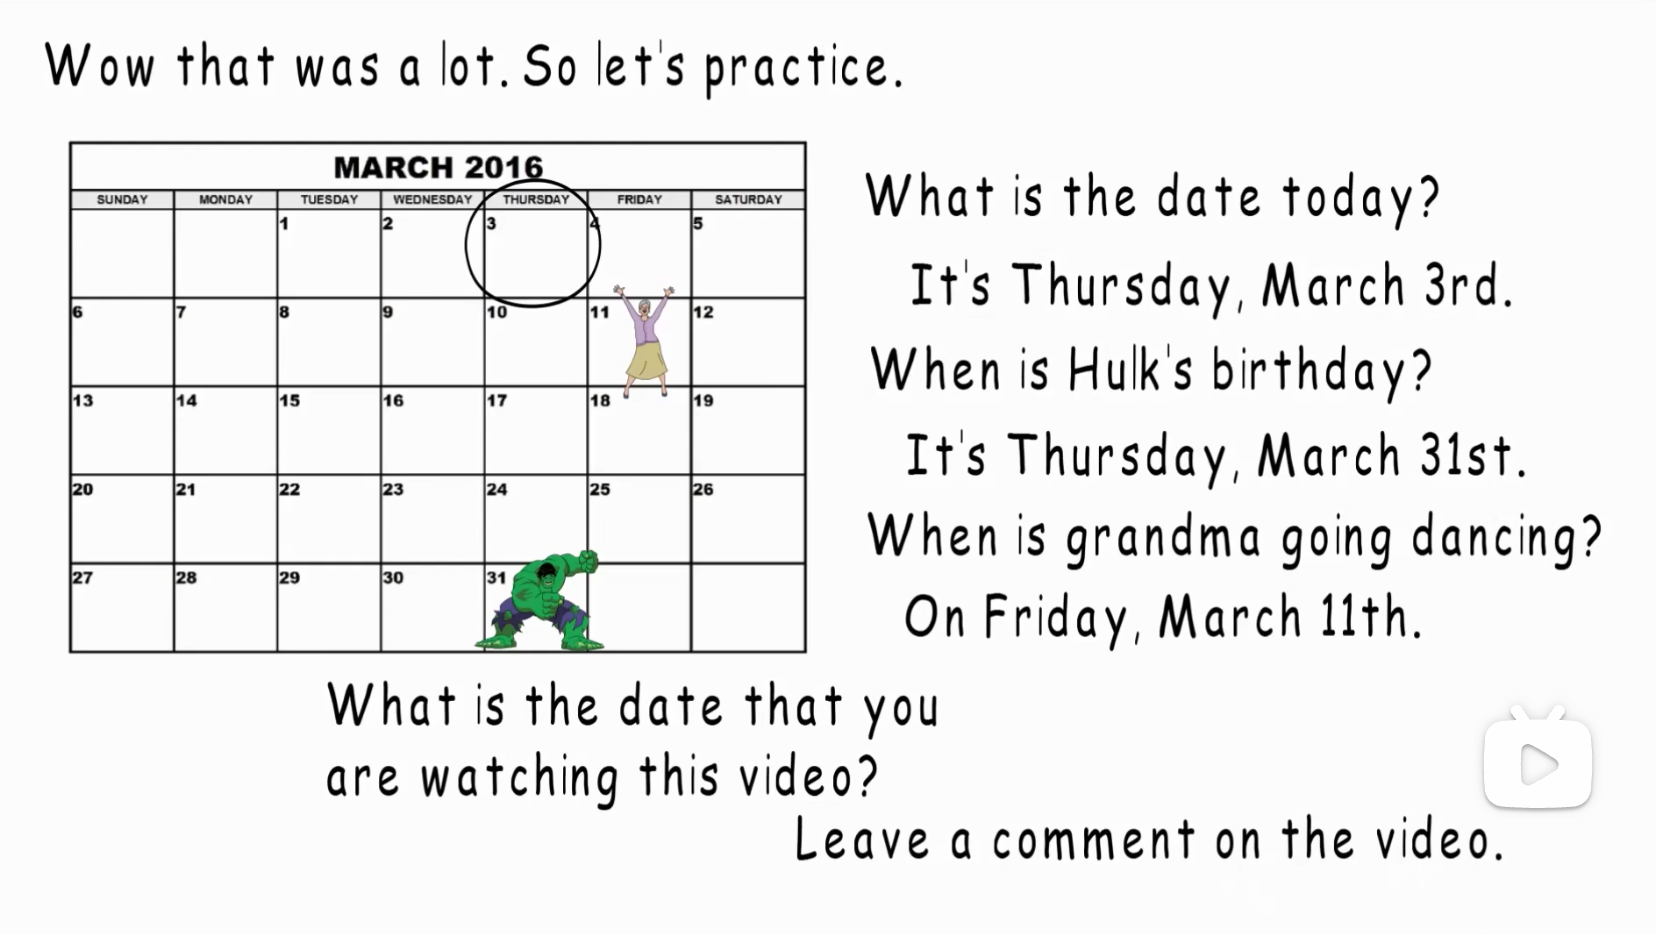 Wow that was a lot. So let's practice.
MARCH 2016
SUNDAY MONDAY TUESDAY WEDNESDAY THURSDAY FRIDAY SATURDAY
1 2 3 4 5
6 7 8 9 10 11 12
13 14 15 16 17 18 19
20 21 22 23 24 25 26
27 28 29 30 31
What is the date today?
It's Thursday, March 3rd.
When is Hulk's birthday?
It's Thursday, March 31st.
When is grandma going dancing?
On Friday, March 11th.
What is the date that you
are watching this video?
Leave a comment on the video.